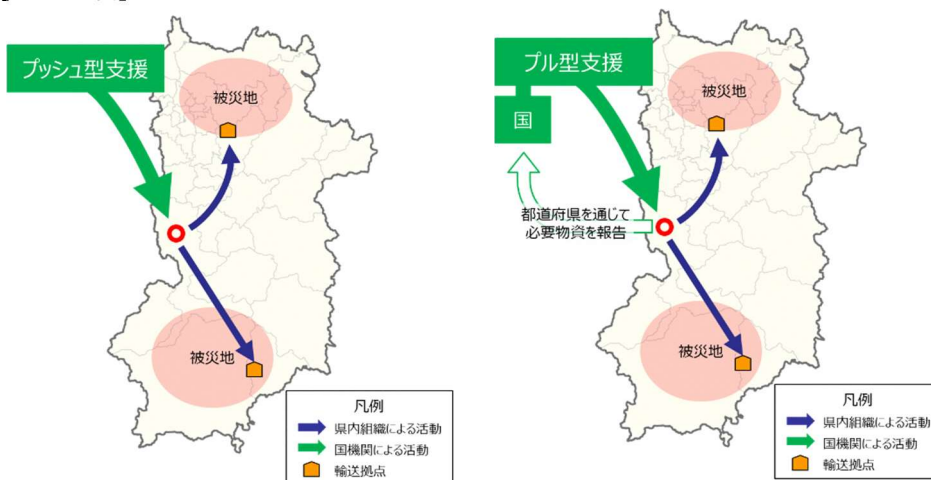 プッシュ型支援
被災地
被災地
凡例
県内組織による活動
国機関による活動
輸送拠点
プル型支援
国
被災地
都道府県を通じて
必要物資を報告
被災地
凡例
県内組織による活動
国機関による活動
輸送拠点